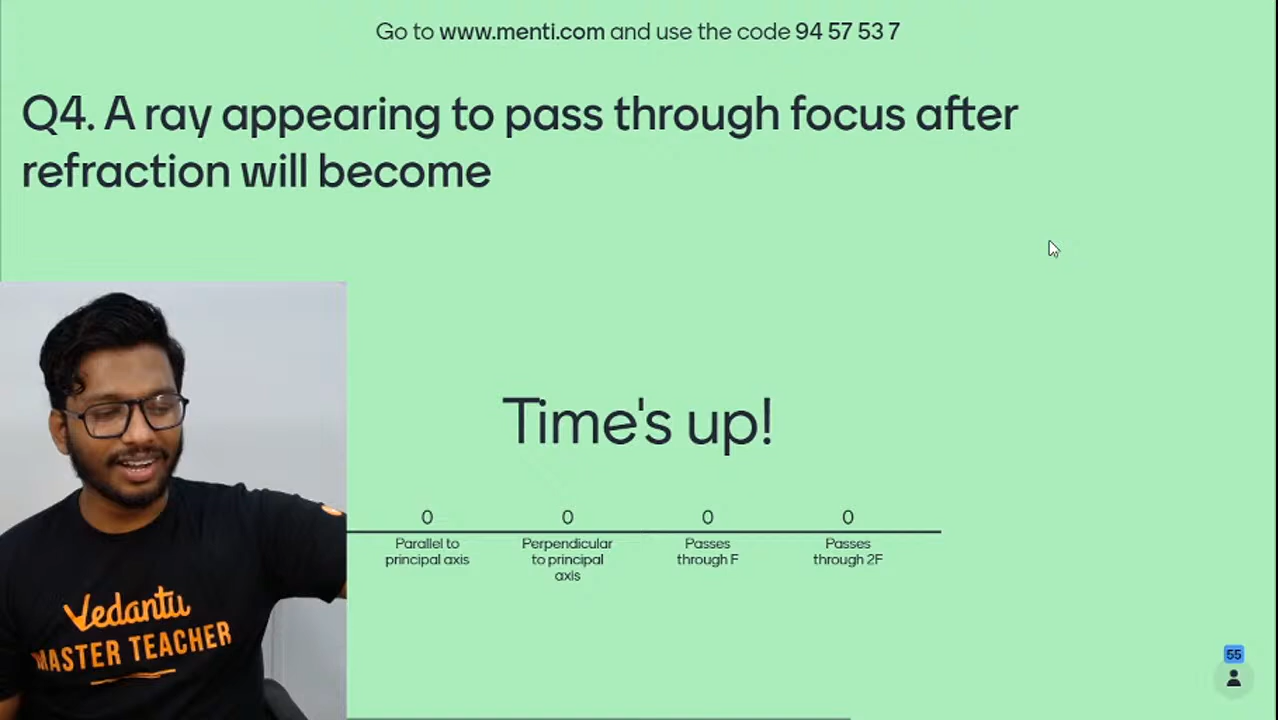 Go to www.menti.com and use the code 94 57 53 7
Q4. A ray appearing to pass through focus after
refraction will become
Time's up!
0
0
0
0
Parallel to
principal axis
Perpendicular
to principal
axis
Passes
through F
Passes
through 2F
Vedantu
MASTER TEACHER
55